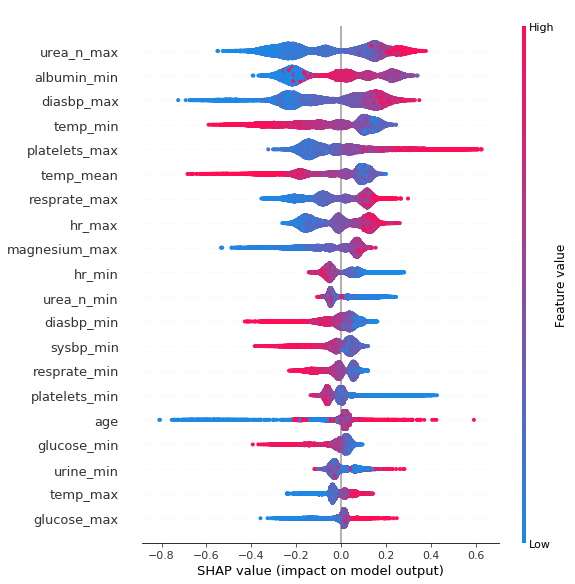 High
urea_n_max
albumin_min
diasbp_max
temp_min
platelets_max
temp_mean
resprate_max
hr_max
magnesium_max
hr_min
urea_n_min
diasbp_min
sysbp_min
resprate_min
platelets_min
age
glucose_min
urine_min
temp_max
glucose_max
Feature value
Low
−0.8 −0.6 −0.4 −0.2 0.0 0.2 0.4 0.6
SHAP value (impact on model output)